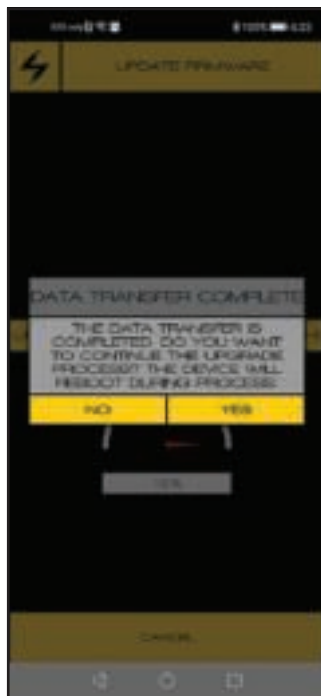 UPDATE FIRMWARE
DATA TRANSFER COMPLETE
THE DATA TRANSFER IS
COMPLETED. DO YOU WANT
TO CONTINUE THE UPGRADE
PROCESS? THE DEVICE WILL
REBOOT DURING PROCESS.
NO YES
CANCEL